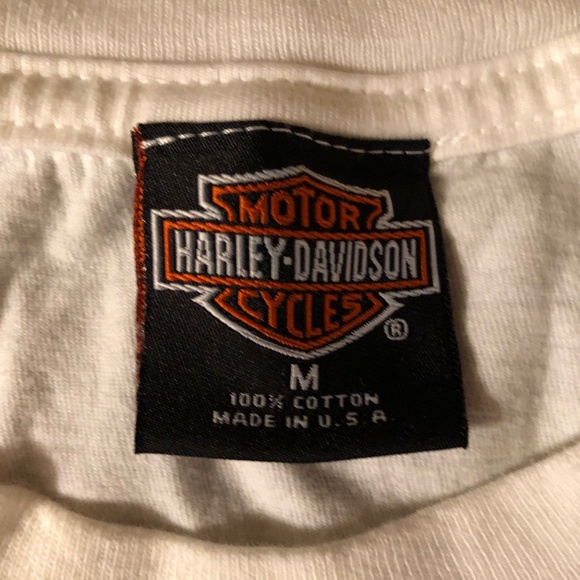 MOTOR
HARLEY-DAVIDSON
CYCLES
®
M
100% COTTON
MADE IN U.S.A.